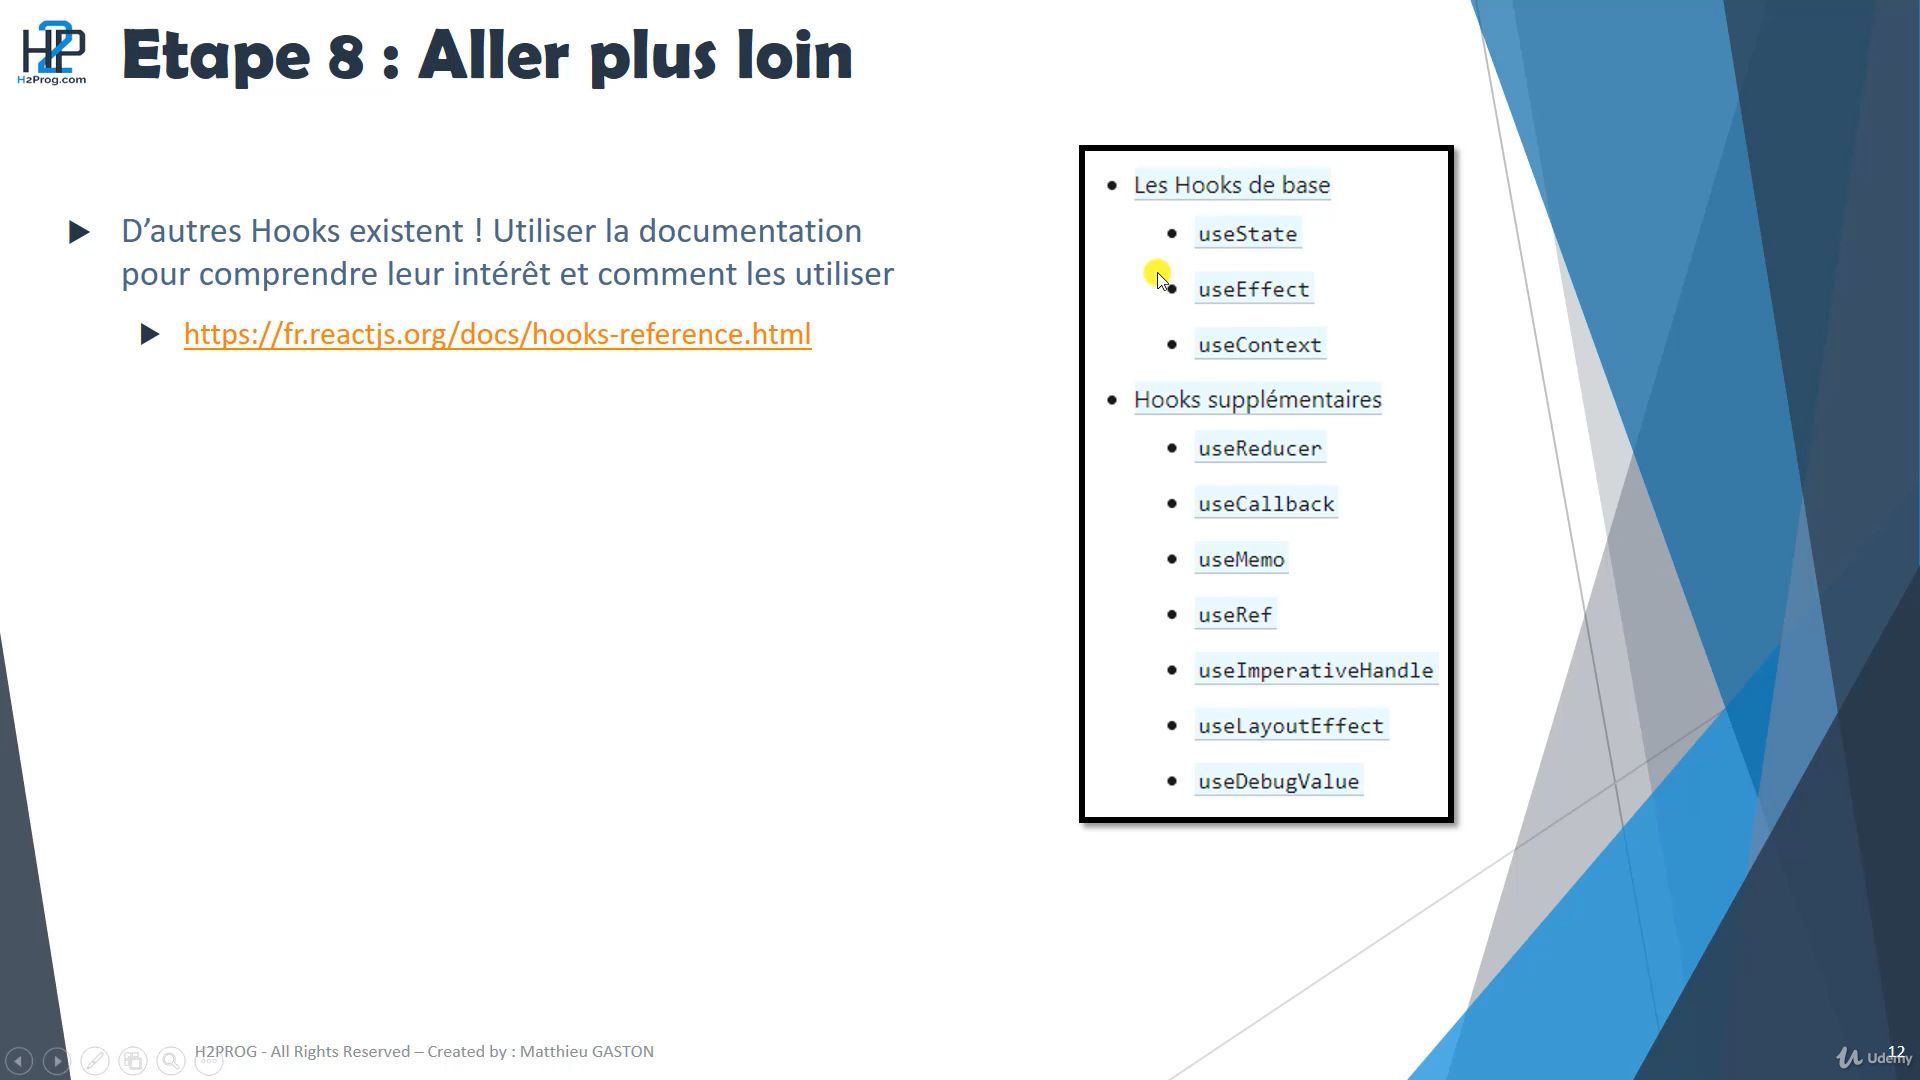 H2P
H2Prog.com
Etape 8 : Aller plus loin
D’autres Hooks existent ! Utiliser la documentation
pour comprendre leur intérêt et comment les utiliser
https://fr.reactjs.org/docs/hooks-reference.html
Les Hooks de base
useState
useEffect
useContext
Hooks supplémentaires
useReducer
useCallback
useMemo
useRef
useImperativeHandle
useLayoutEffect
useDebugValue
H2PROG - All Rights Reserved – Created by : Matthieu GASTON
12
Udemy